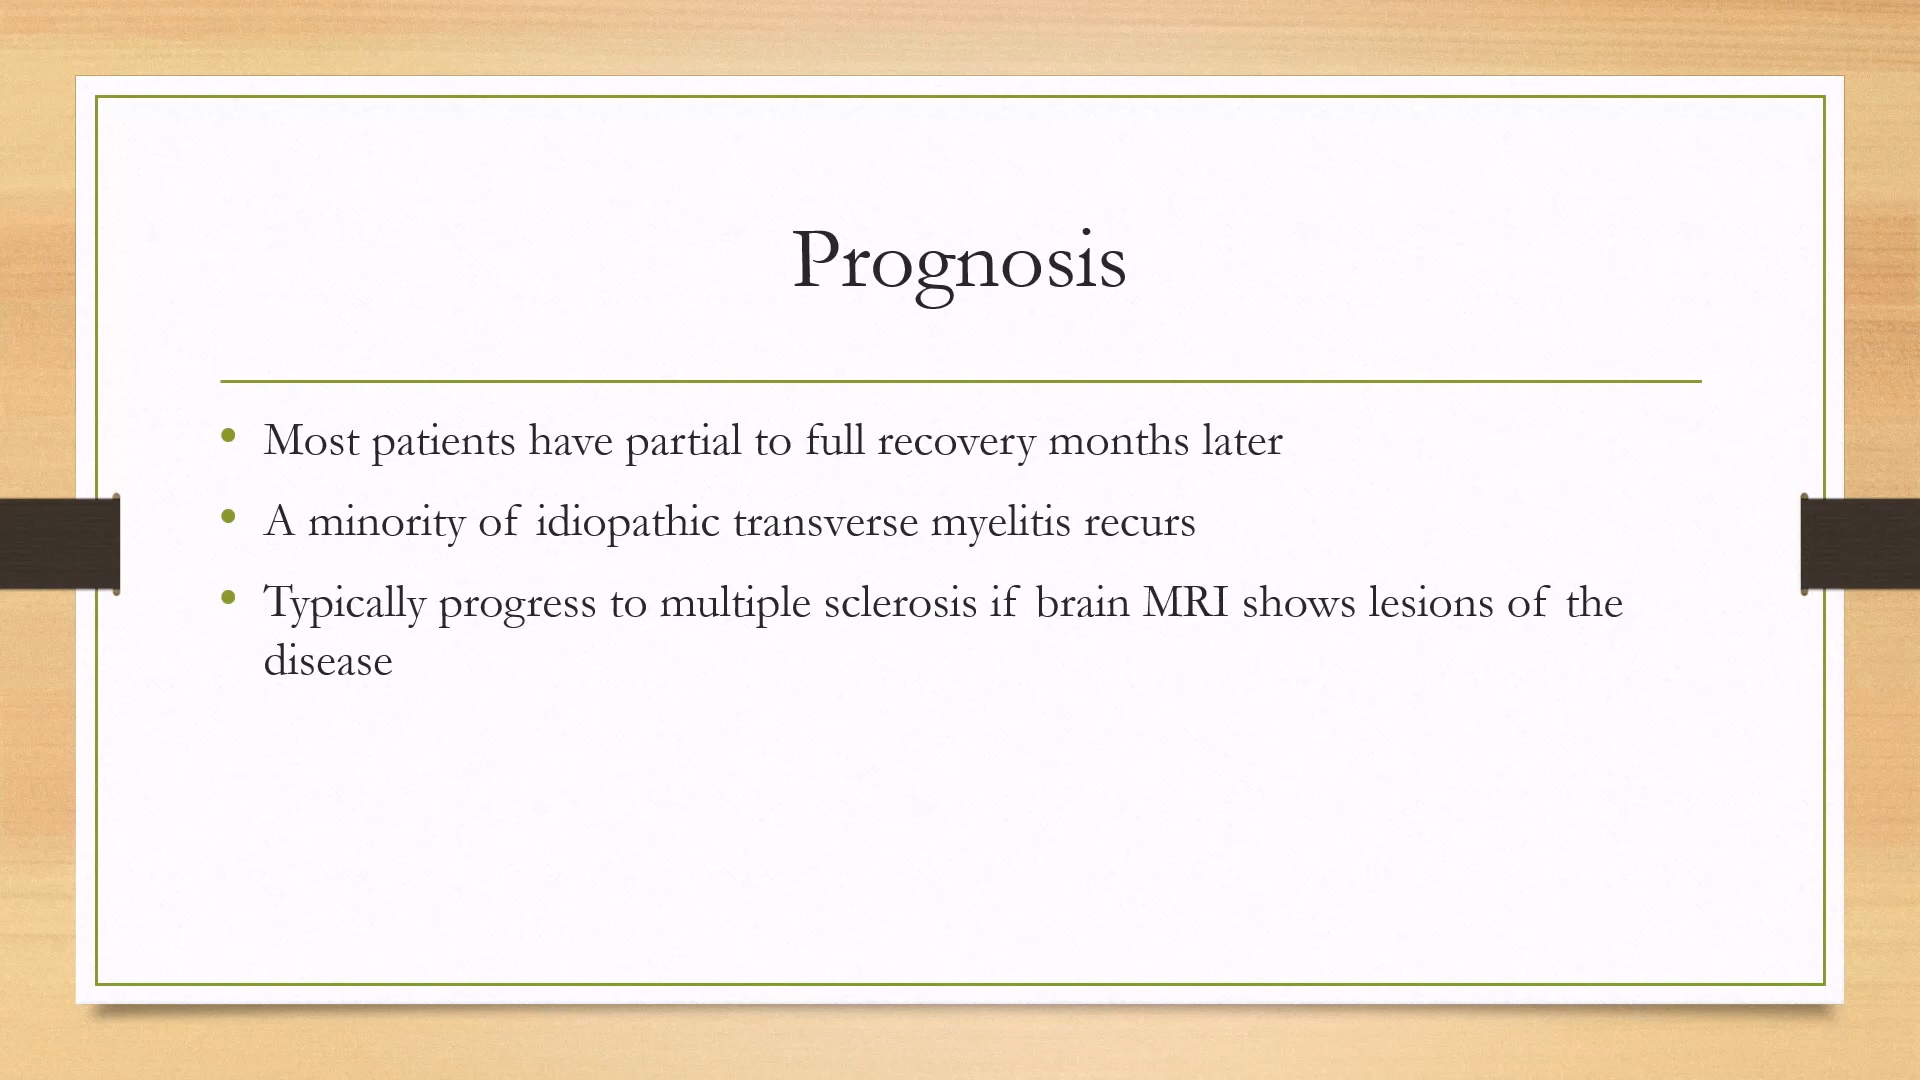 Prognosis
• Most patients have partial to full recovery months later
• A minority of idiopathic transverse myelitis recurs
• Typically progress to multiple sclerosis if brain MRI shows lesions of the
disease